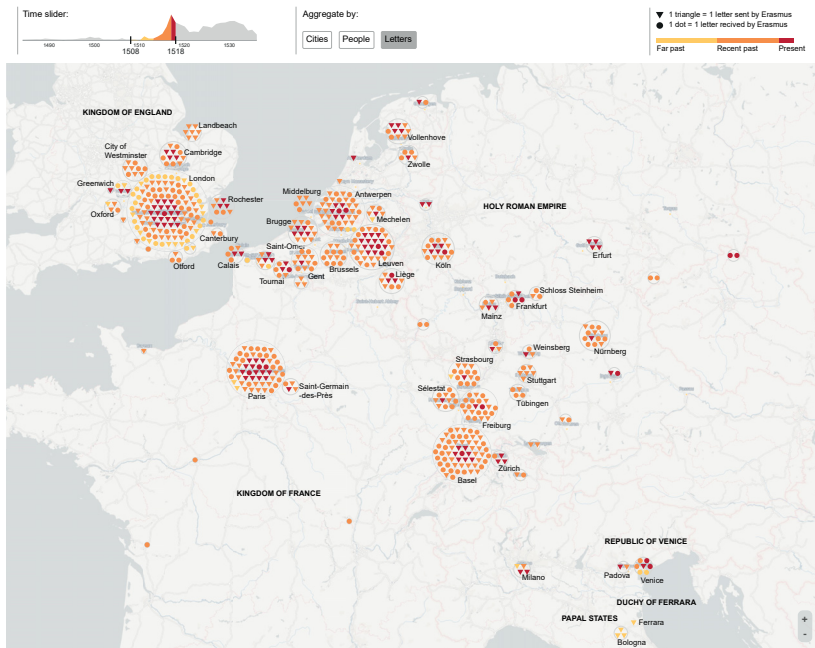 Time slider:
1490
1500
1510
1520
1530
1508
1518
Aggregate by:
Cities
People
Letters
1 triangle = 1 letter sent by Erasmus
1 dot = 1 letter recived by Erasmus
Far past
Recent past
Present
KINGDOM OF ENGLAND
Landbeach
City of
Westminster
Cambridge
Vollenhove
Zwolle
Greenwich
London
Oxford
Rochester
Middelburg
Antwerpen
Mechelen
HOLY ROMAN EMPIRE
Brugge
Canterbury
Otford
Calais
Saint-Ome
Tournai
Gent
Brussels
Leuven
Liège
Köln
Erfurt
Schloss Steinheim
Frankfurt
Mainz
Nürnberg
Weinsberg
Strasbourg
Stuttgart
Paris
Saint-Germain
-des-Près
Sélestat
Tübingen
Freiburg
Basel
Zürich
KINGDOM OF FRANCE
REPUBLIC OF VENICE
Milano
Padova
Venice
DUCHY OF FERRARA
PAPAL STATES
Ferrara
Bologna
+
-